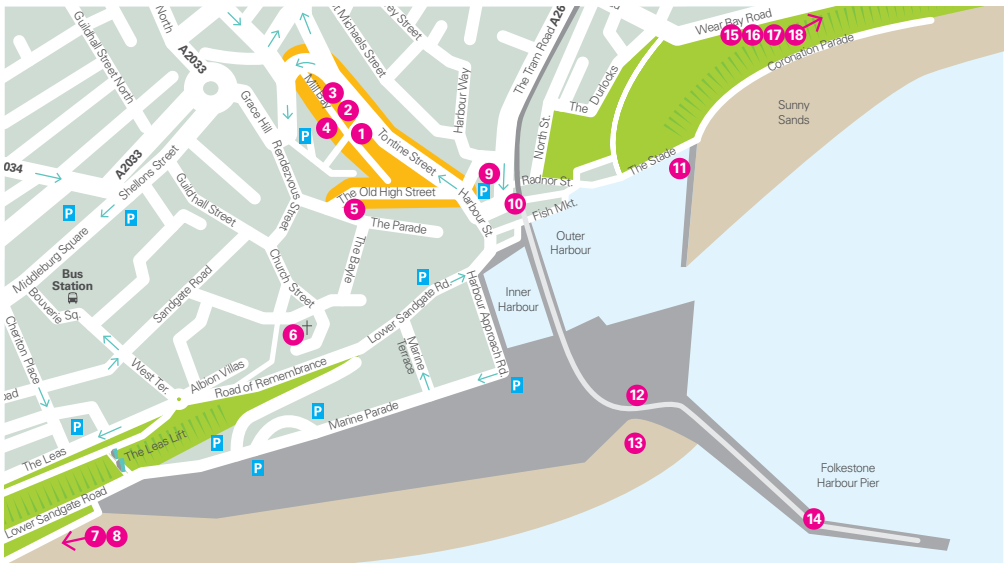 Guildhall Street North
North
A2033
St Michaels Street
The Tram Road
A26
Wear Bay Road
15 16 17 18
Coronation Parade
The Durlocks
Sunny
Sands
Mill Bay
3
2
4
1
P
Grace Hill
Harbour Way
Tontine Street
North St.
The Stade
11
034
A2033
Shellons Street
Guildhall Street
Rendezvous Street
9
P
Radnor St.
10
Fish Mkt.
The Old High Street
5
Harbour St.
The Parade
The Bayle
P
P
Middleburg Square
Bus
Station
Bouverie
Sq.
Sandgate Road
Church Street
Outer
Harbour
Inner
Harbour
P
Lower Sandgate Rd.
Harbour Approach Rd.
6
Cheriton Place
West Ter.
Albion Villas
Road of Remembrance
Marine
Terrace
P
12
Marine Parade
P
P
P
P
13
The Leas
The Leas Lift
Lower Sandgate Road
7 8
Folkestone
Harbour Pier
14